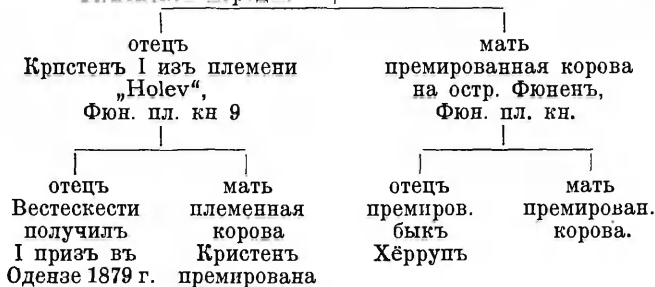 отецъ
Крпстенъ I изъ племени
„Holev“,
Фюн. пл. кн 9
мать
премированная корова
на остр. Фюненъ,
Фюн. пл. кн.
отецъ
Вестескести
получилъ
I призъ въ
Одензе 1879 г.
мать
племенная
корова
Кристенъ
премирована
отецъ
премиров.
быкъ
Хёррупъ
мать
премирован.
корова.